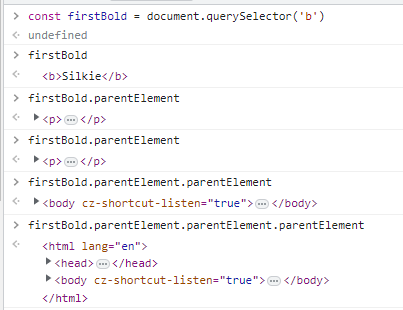 const firstBold = document.querySelector('b')
undefined
firstBold
<b>Silkie</b>
firstBold.parentElement
<p>…</p>
firstBold.parentElement
<p>…</p>
firstBold.parentElement.parentElement
<body cz-shortcut-listen="true">…</body>
firstBold.parentElement.parentElement.parentElement
<html lang="en">
<head>…</head>
<body cz-shortcut-listen="true">…</body>
</html>